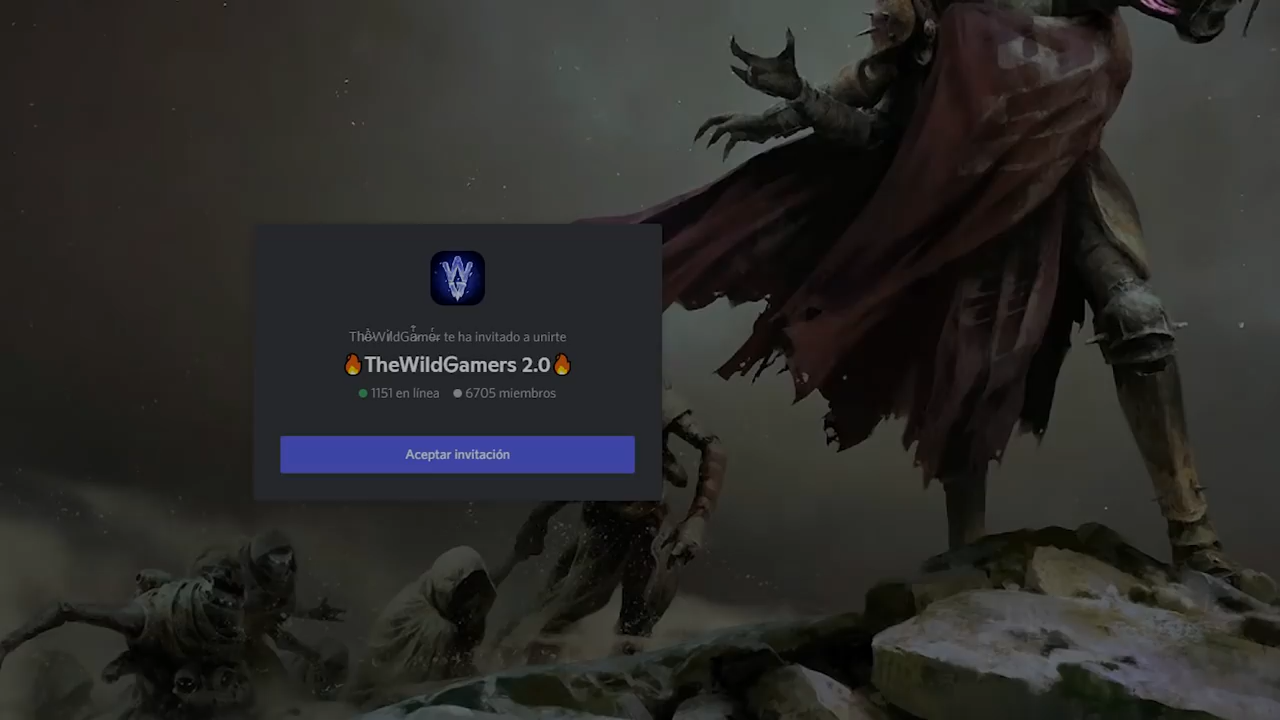 TheWildGamer te ha invitado a unirte
🔥TheWildGamers 2.0🔥
1151 en línea 6705 miembros
Aceptar invitación